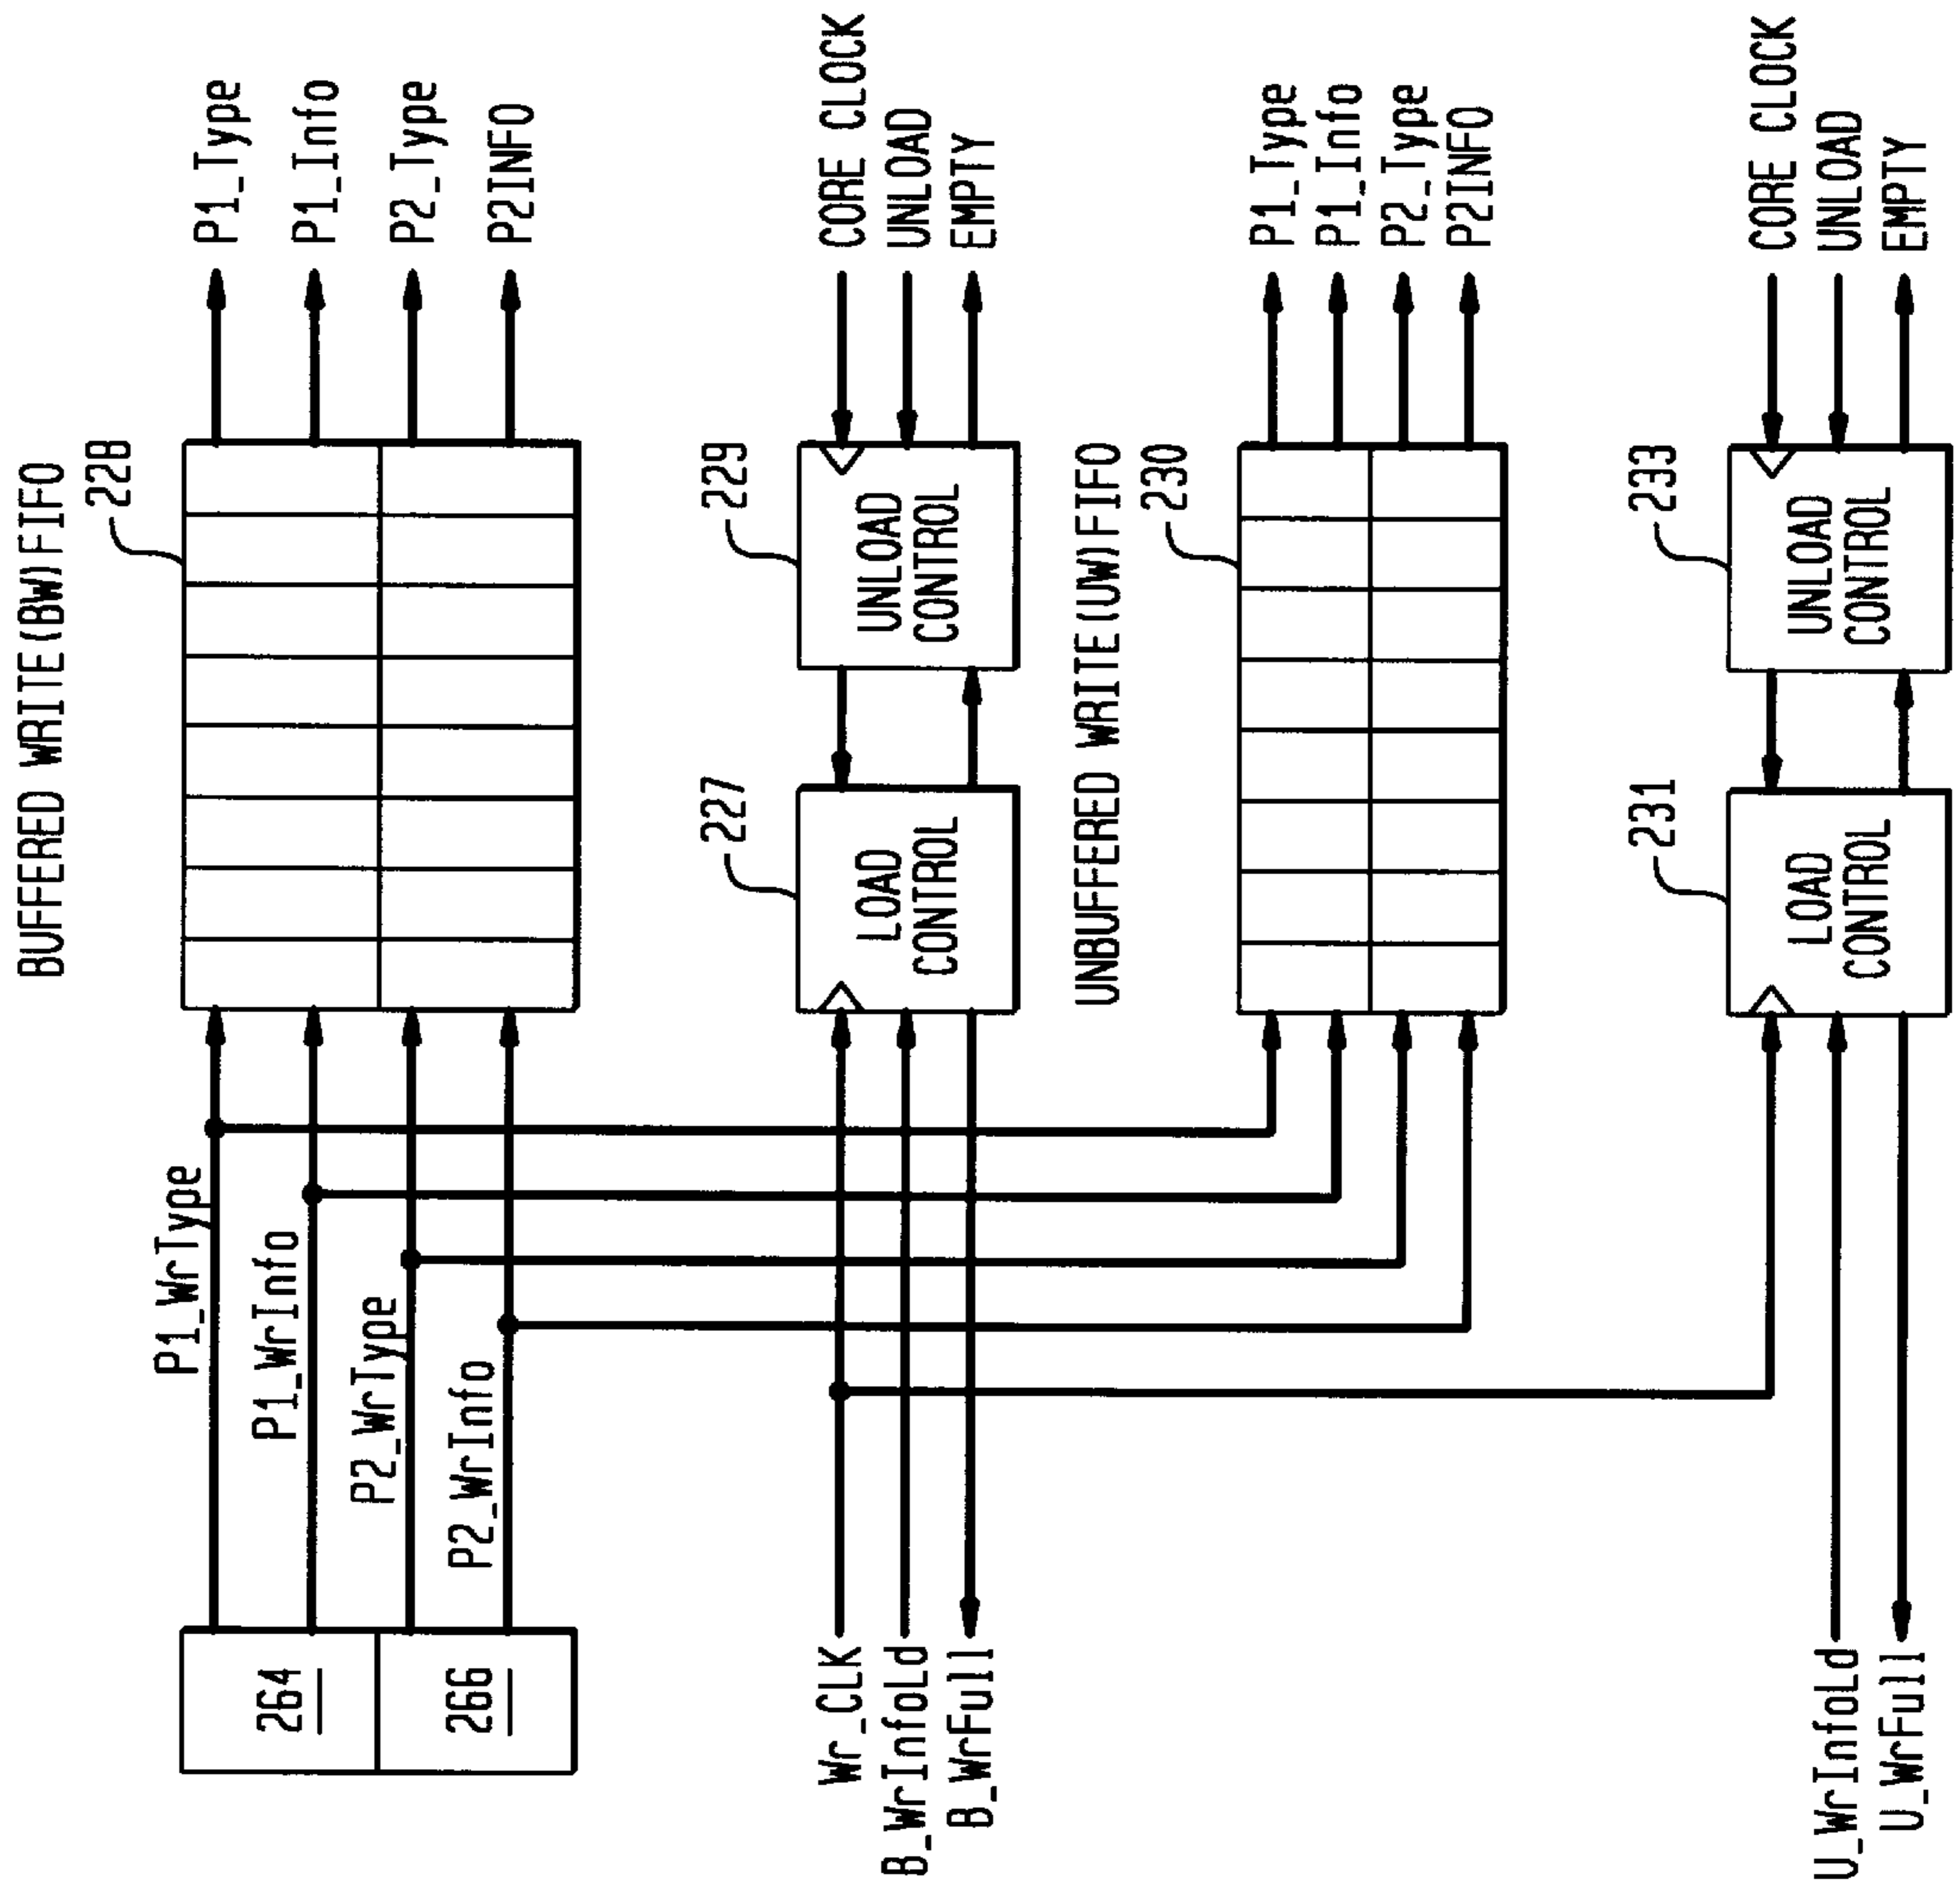 BUFFERED WRITE(BW)FIFO
228
P1_WrType
P1_WrInfo
P2_WrType
P2_WrInfo
264
266
P1_Type
P1_Info
P2_Type
P2INFO
227
LOAD
CONTROL
229
UNLOAD
CONTROL
Wr_CLK
B_WrInfoLd
B_WrFull
CORE CLOCK
UNLOAD
EMPTY
UNBUFFERED WRITE(UW)FIFO
230
P1_Type
P1_Info
P2_Type
P2INFO
231
LOAD
CONTROL
233
UNLOAD
CONTROL
U_WrInfoLd
U_WrFull
CORE CLOCK
UNLOAD
EMPTY